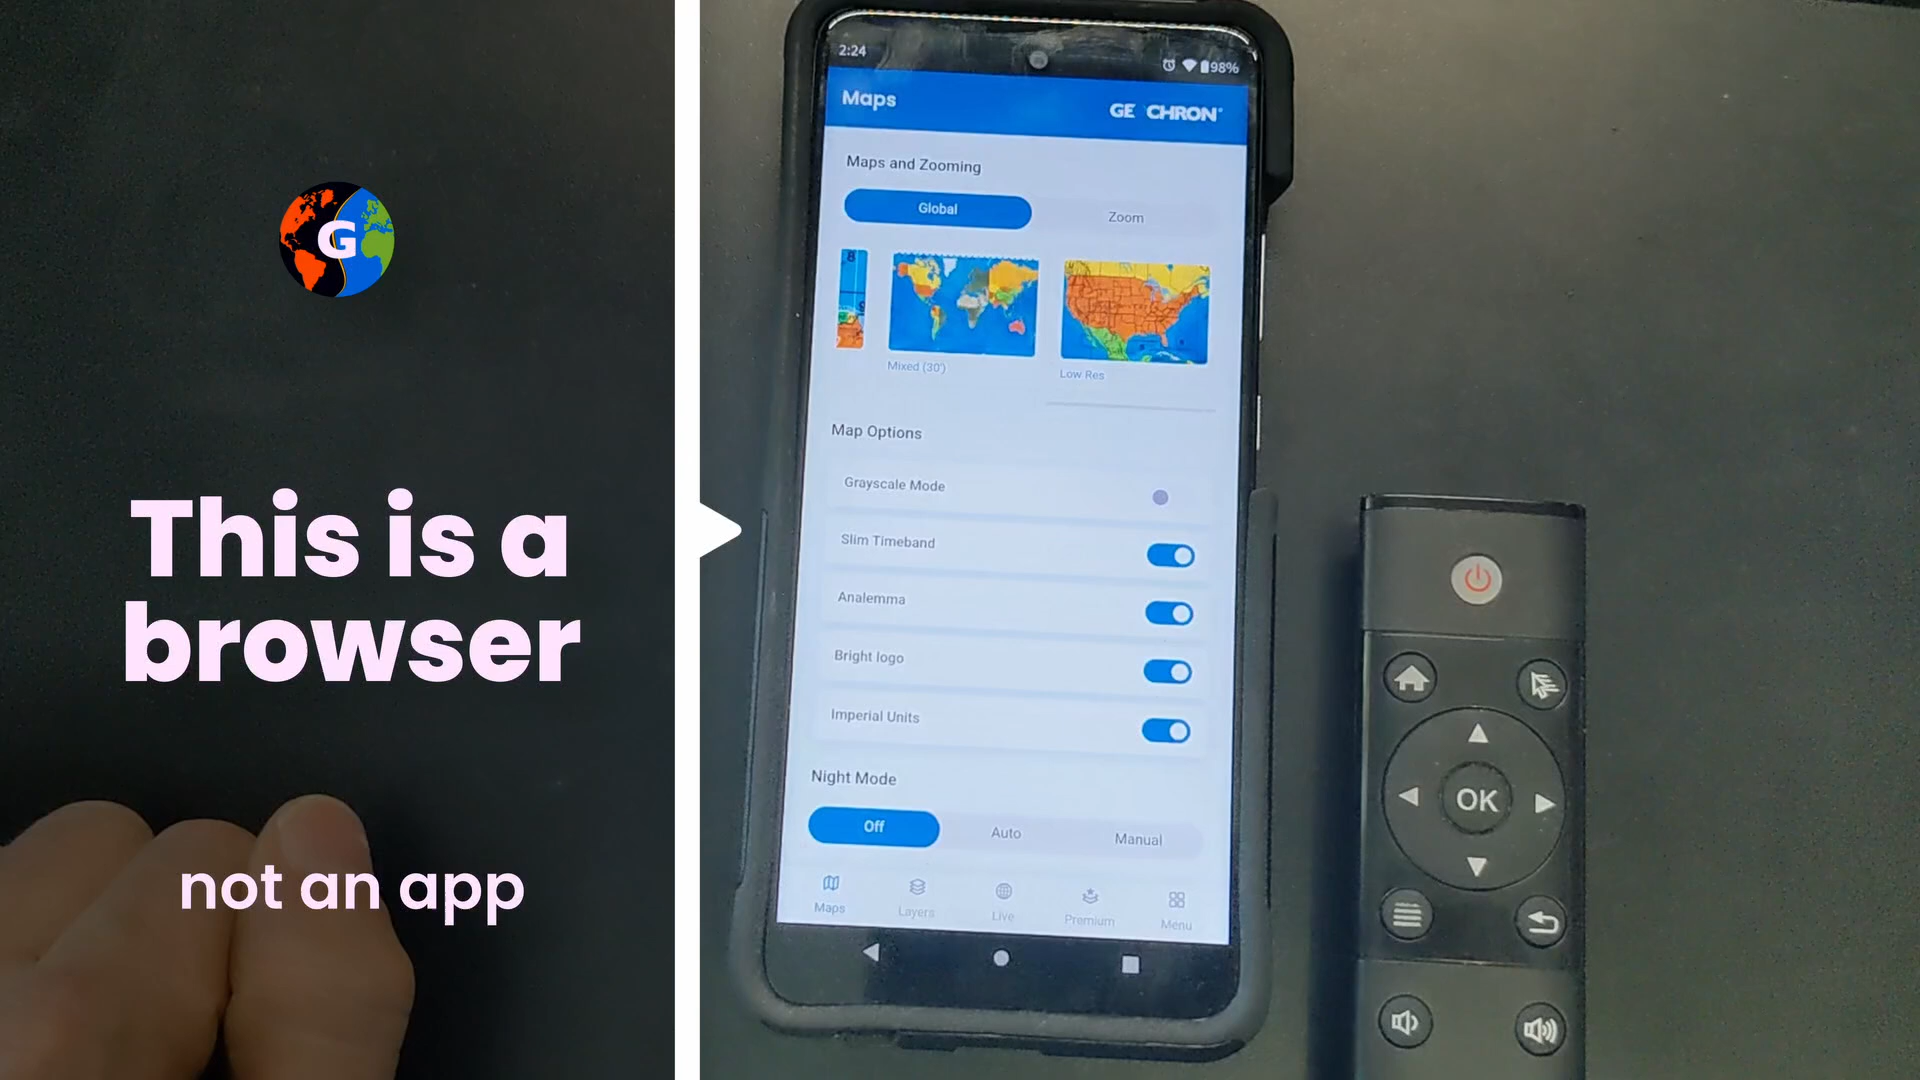 G
This is a
browser
not an app
2:24
98%
Maps
GE CHRON
Maps and Zooming
Global
Zoom
Mixed (30')
Low Res
Map Options
Grayscale Mode
Slim Timeband
Analemma
Bright logo
Imperial Units
Night Mode
Off
Auto
Manual
Maps
Layers
Live
Premium
Menu
OK